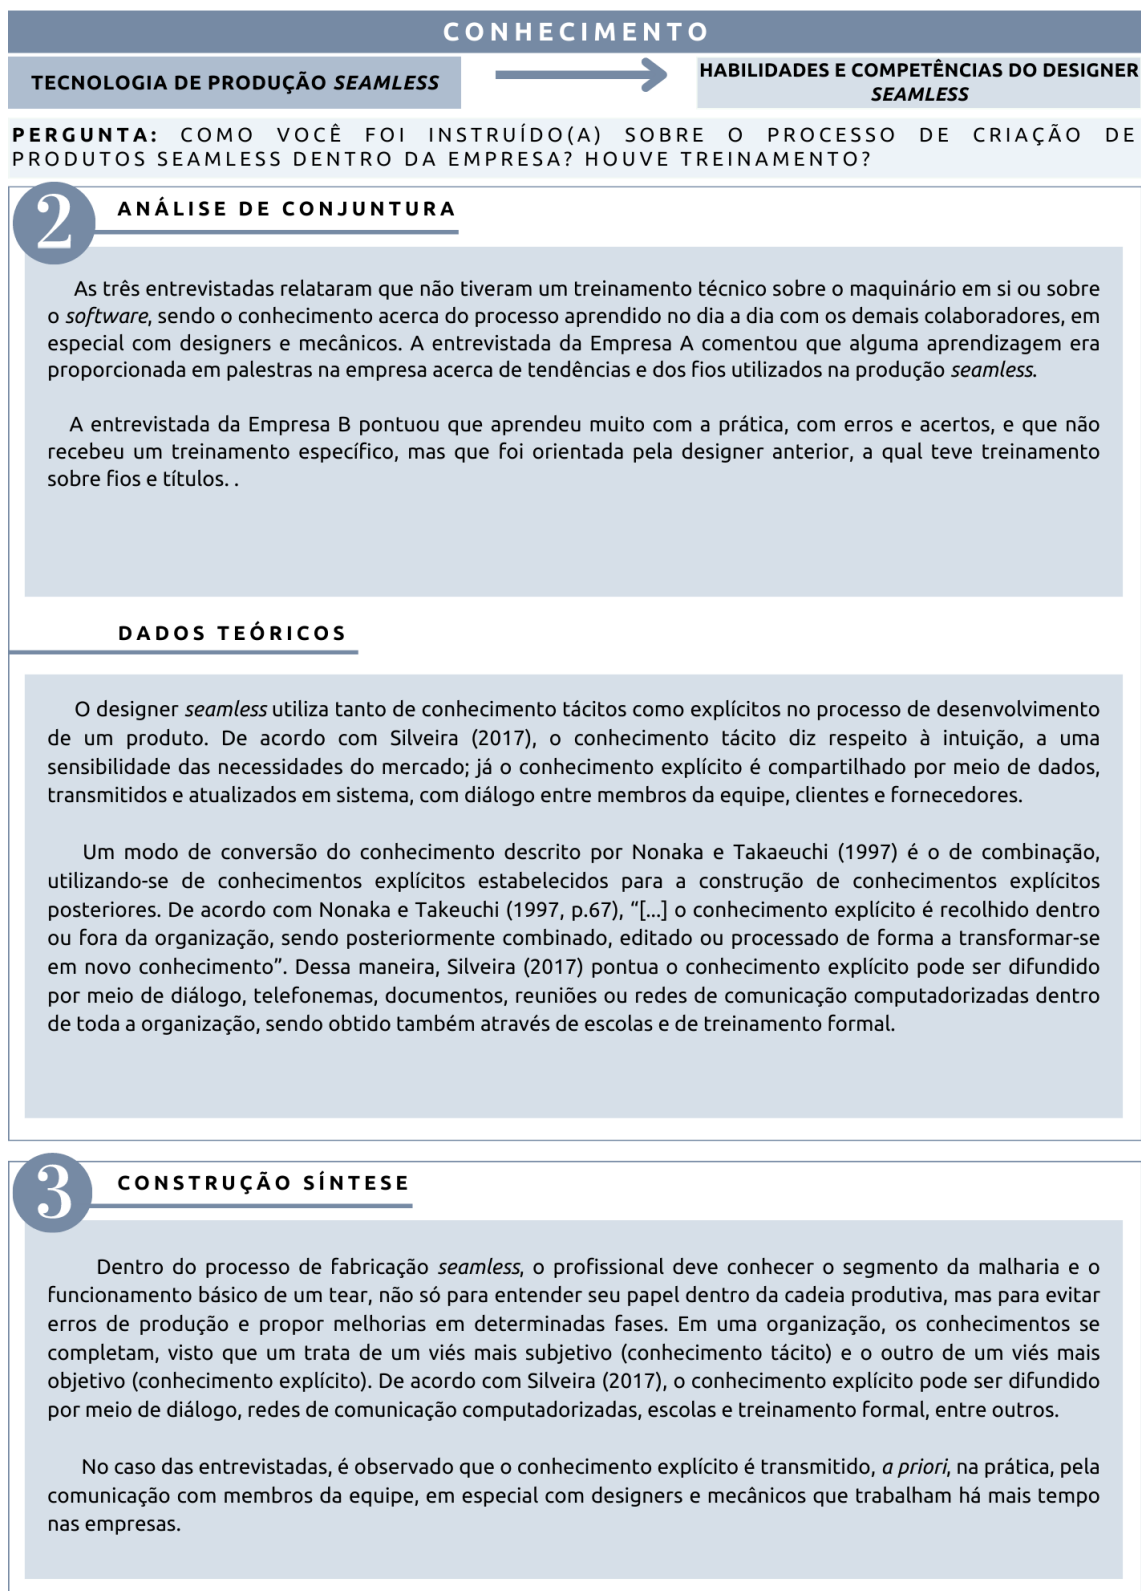 CONHECIMENTO
TECNOLOGIA DE PRODUÇÃO SEAMLESS
HABILIDADES E COMPETÊNCIAS DO DESIGNER
SEAMLESS
PERGUNTA: COMO VOCÊ FOI INSTRUÍDO(A) SOBRE O PROCESSO DE CRIAÇÃO DE
PRODUTOS SEAMLESS DENTRO DA EMPRESA? HOUVE TREINAMENTO?
2
ANÁLISE DE CONJUNTURA
As três entrevistadas relataram que não tiveram um treinamento técnico sobre o maquinário em si ou sobre
o software, sendo o conhecimento acerca do processo aprendido no dia a dia com os demais colaboradores, em
especial com designers e mecânicos. A entrevistada da Empresa A comentou que alguma aprendizagem era
proporcionada em palestras na empresa acerca de tendências e dos fios utilizados na produção seamless.
A entrevistada da Empresa B pontuou que aprendeu muito com a prática, com erros e acertos, e que não
recebeu um treinamento específico, mas que foi orientada pela designer anterior, a qual teve treinamento
sobre fios e títulos. .
DADOS TEÓRICOS
O designer seamless utiliza tanto de conhecimento tácitos como explícitos no processo de desenvolvimento
de um produto. De acordo com Silveira (2017), o conhecimento tácito diz respeito à intuição, a uma
sensibilidade das necessidades do mercado; já o conhecimento explícito é compartilhado por meio de dados,
transmitidos e atualizados em sistema, com diálogo entre membros da equipe, clientes e fornecedores.
Um modo de conversão do conhecimento descrito por Nonaka e Takaeuchi (1997) é o de combinação,
utilizando-se de conhecimentos explícitos estabelecidos para a construção de conhecimentos explícitos
posteriores. De acordo com Nonaka e Takeuchi (1997, p.67), “[...] o conhecimento explícito é recolhido dentro
ou fora da organização, sendo posteriormente combinado, editado ou processado de forma a transformar-se
em novo conhecimento”. Dessa maneira, Silveira (2017) pontua o conhecimento explícito pode ser difundido
por meio de diálogo, telefonemas, documentos, reuniões ou redes de comunicação computadorizadas dentro
de toda a organização, sendo obtido também através de escolas e de treinamento formal.
3
CONSTRUÇÃO SÍNTESE
Dentro do processo de fabricação seamless, o profissional deve conhecer o segmento da malharia e o
funcionamento básico de um tear, não só para entender seu papel dentro da cadeia produtiva, mas para evitar
erros de produção e propor melhorias em determinadas fases. Em uma organização, os conhecimentos se
completam, visto que um trata de um viés mais subjetivo (conhecimento tácito) e o outro de um viés mais
objetivo (conhecimento explícito). De acordo com Silveira (2017), o conhecimento explícito pode ser difundido
por meio de diálogo, redes de comunicação computadorizadas, escolas e treinamento formal, entre outros.
No caso das entrevistadas, é observado que o conhecimento explícito é transmitido, a priori, na prática, pela
comunicação com membros da equipe, em especial com designers e mecânicos que trabalham há mais tempo
nas empresas.